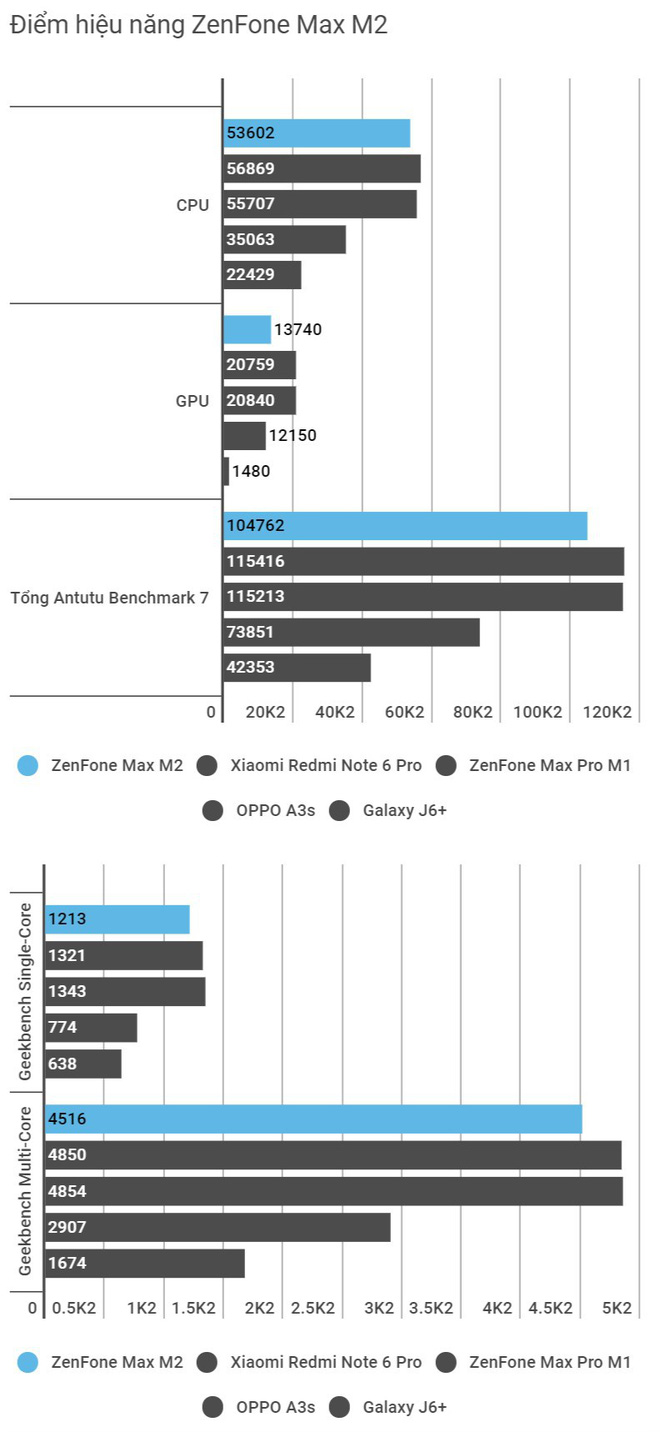 Điểm hiệu năng ZenFone Max M2
CPU
53602
56869
55707
35063
22429
GPU
13740
20759
20840
12150
1480
Tổng Antutu Benchmark 7
104762
115416
115213
73851
42353
0 20K2 40K2 60K2 80K2 100K2 120K2
ZenFone Max M2 Xiaomi Redmi Note 6 Pro ZenFone Max Pro M1
OPPO A3s Galaxy J6+
Geekbench Single-Core
1213
1321
1343
774
638
Geekbench Multi-Core
4516
4850
4854
2907
1674
0 0.5K2 1K2 1.5K2 2K2 2.5K2 3K2 3.5K2 4K2 4.5K2 5K2
ZenFone Max M2 Xiaomi Redmi Note 6 Pro ZenFone Max Pro M1
OPPO A3s Galaxy J6+